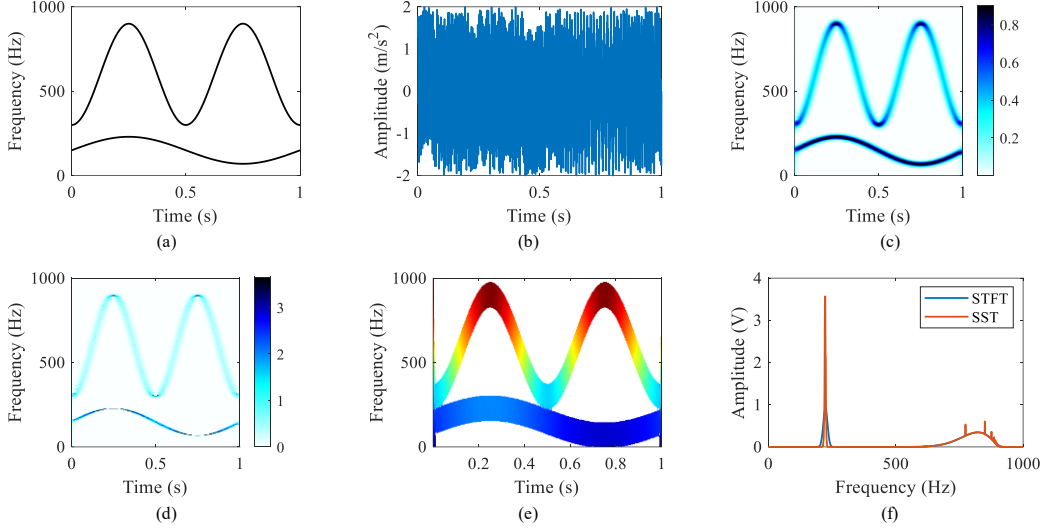 1000
500
0
Frequency (Hz)
0
0.5
1
Time (s)
(a)
2
1
0
-1
-2
Amplitude (m/s²)
0
0.5
1
Time (s)
(b)
1000
500
0
Frequency (Hz)
0
0.5
1
Time (s)
0.8
0.6
0.4
0.2
(c)
1000
500
0
Frequency (Hz)
0
0.5
1
Time (s)
3
2
1
0
(d)
1000
500
0
Frequency (Hz)
0.2
0.4
0.6
0.8
1
Time (s)
(e)
4
3
2
1
0
Amplitude (V)
STFT
SST
0
500
1000
Frequency (Hz)
(f)